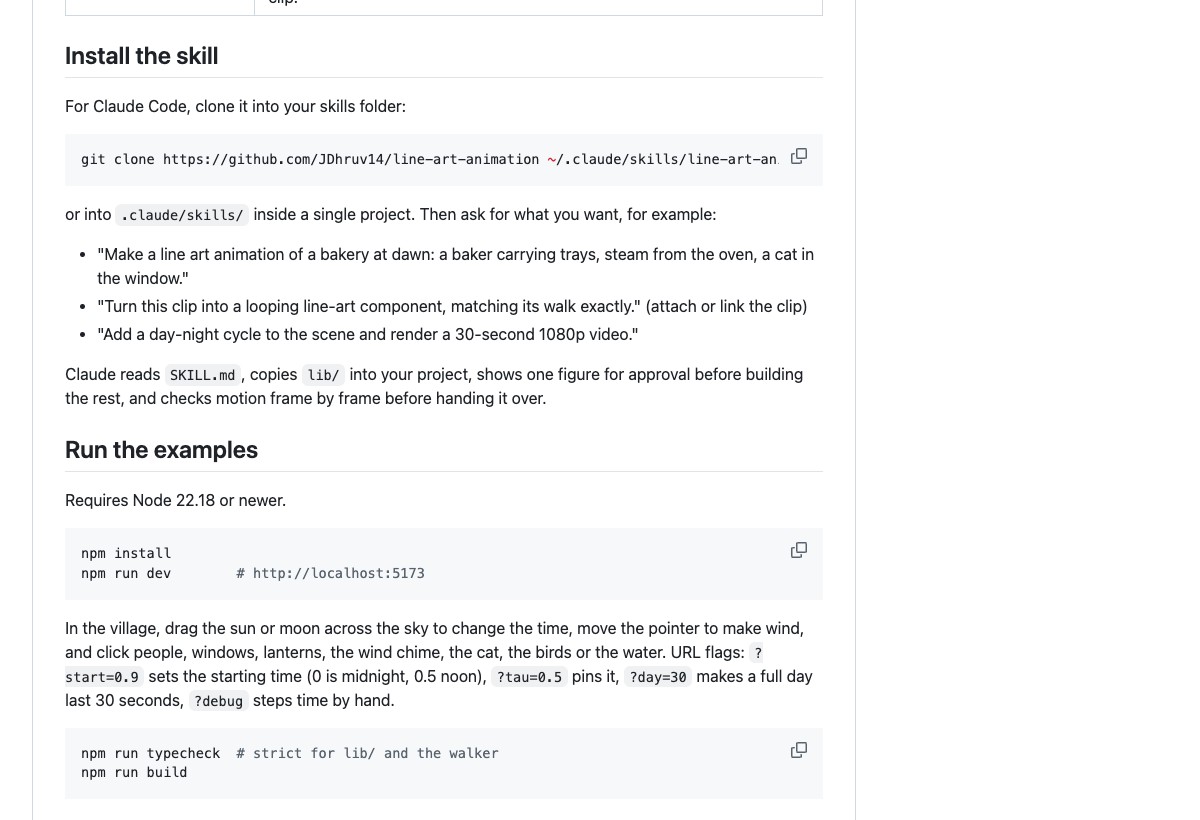 clip.
Install the skill
For Claude Code, clone it into your skills folder:
git clone https://github.com/JDhruv14/line-art-animation ~/.claude/skills/line-art-an
or into .claude/skills/ inside a single project. Then ask for what you want, for example:
• "Make a line art animation of a bakery at dawn: a baker carrying trays, steam from the oven, a cat in
the window."
• "Turn this clip into a looping line-art component, matching its walk exactly." (attach or link the clip)
• "Add a day-night cycle to the scene and render a 30-second 1080p video."
Claude reads SKILL.md, copies lib/ into your project, shows one figure for approval before building
the rest, and checks motion frame by frame before handing it over.
Run the examples
Requires Node 22.18 or newer.
npm install
npm run dev        # http://localhost:5173
In the village, drag the sun or moon across the sky to change the time, move the pointer to make wind,
and click people, windows, lanterns, the wind chime, the cat, the birds or the water. URL flags: ?
start=0.9 sets the starting time (0 is midnight, 0.5 noon), ?tau=0.5 pins it, ?day=30 makes a full day
last 30 seconds, ?debug steps time by hand.
npm run typecheck  # strict for lib/ and the walker
npm run build